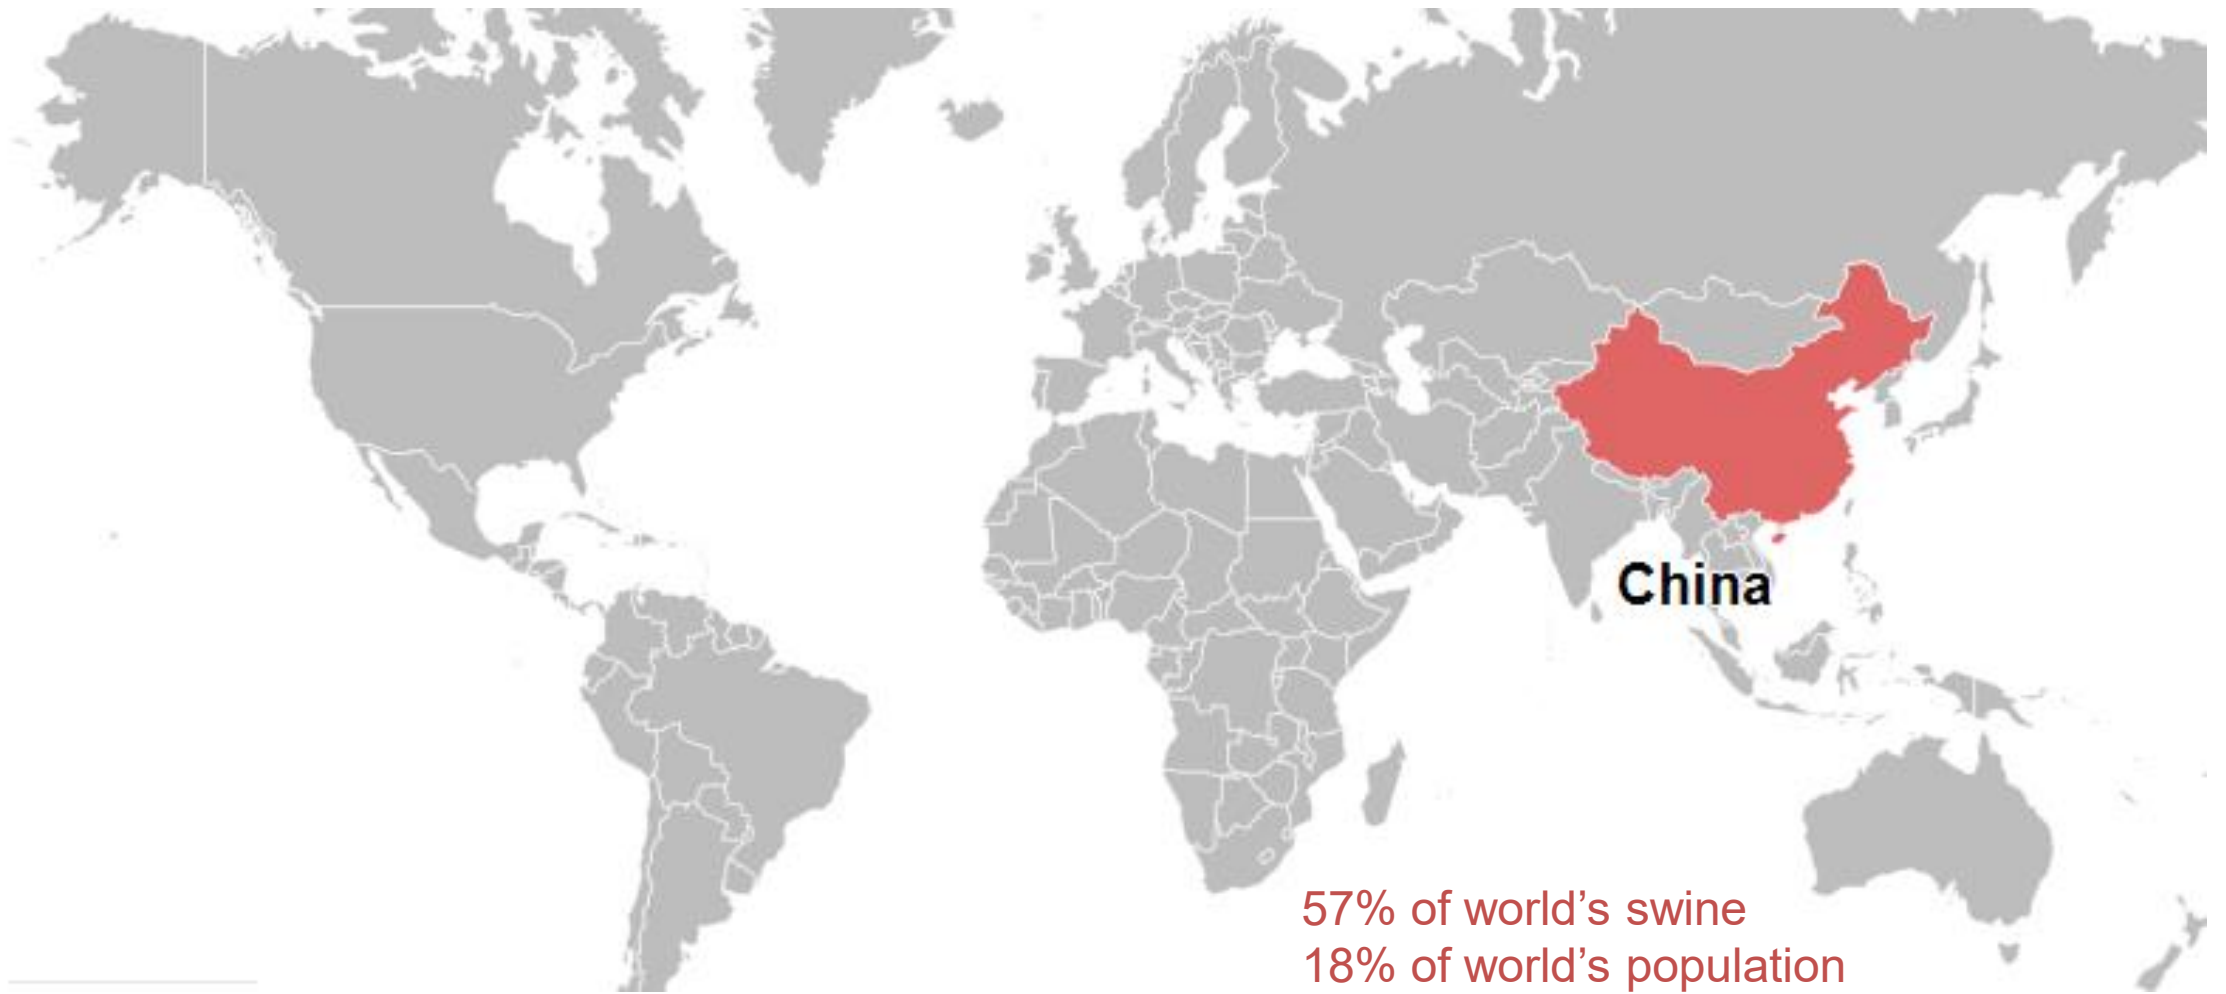 China
57% of world’s swine
18% of world’s population